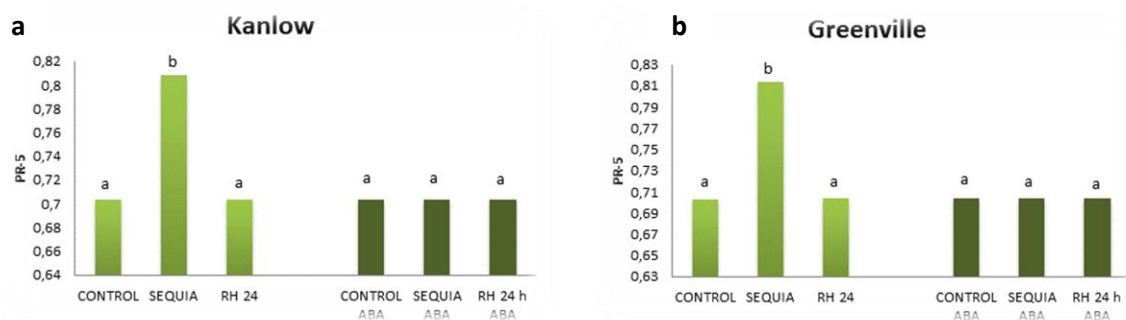 a
Kanlow
PR-5
0,82
0,8
0,78
0,76
0,74
0,72
0,7
0,68
0,66
0,64
a
b
a
a
a
a
CONTROL SEQUIA RH 24 CONTROL SEQUIA RH 24 h
ABA ABA ABA
b
Greenville
PR-5
0,83
0,81
0,79
0,77
0,75
0,73
0,71
0,69
0,67
0,65
0,63
a
b
a
a
a
a
CONTROL SEQUIA RH 24 CONTROL SEQUIA RH 24 h
ABA ABA ABA